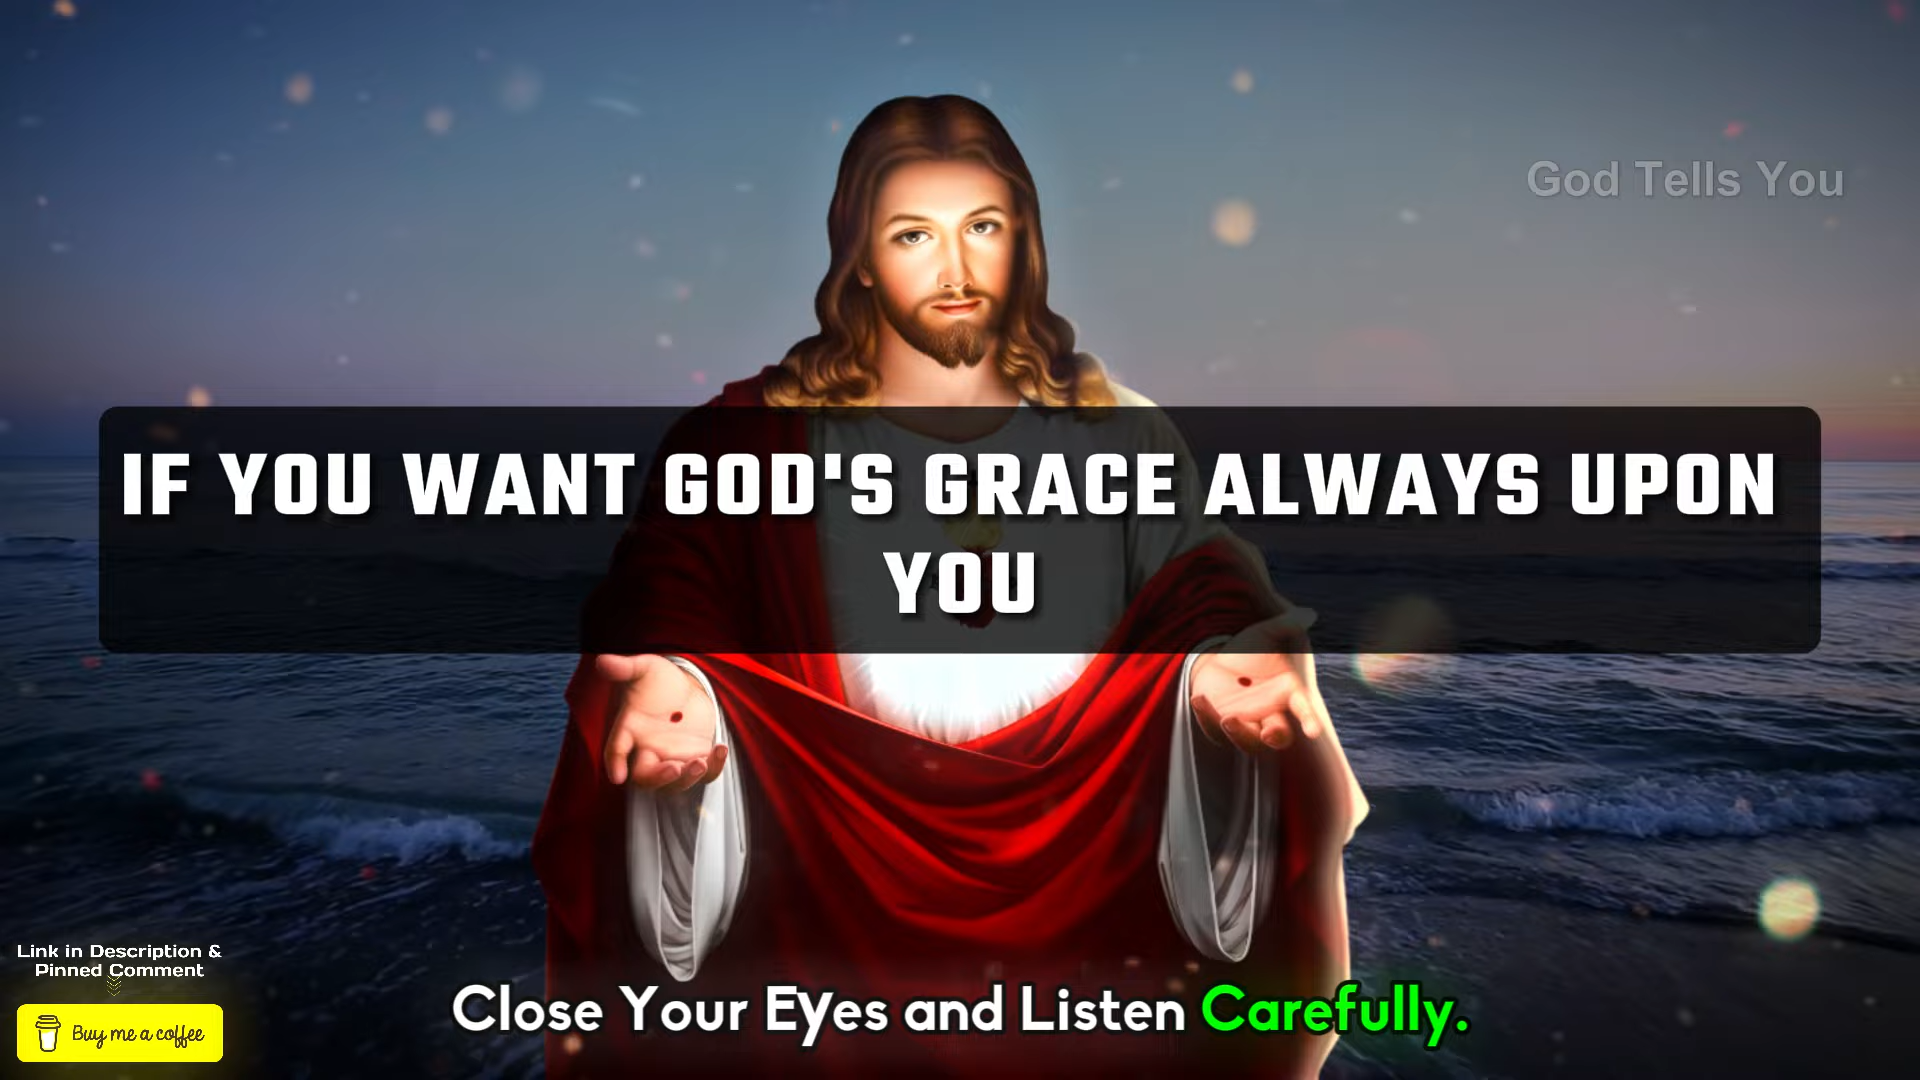 God Tells You
IF YOU WANT GOD'S GRACE ALWAYS UPON
YOU
Link in Description &
Pinned Comment
Buy me a coffee
Close Your Eyes and Listen Carefully.